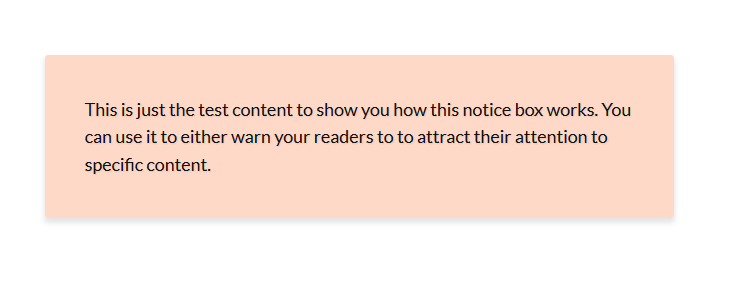 This is just the test content to show you how this notice box works. You
can use it to either warn your readers to to attract their attention to
specific content.